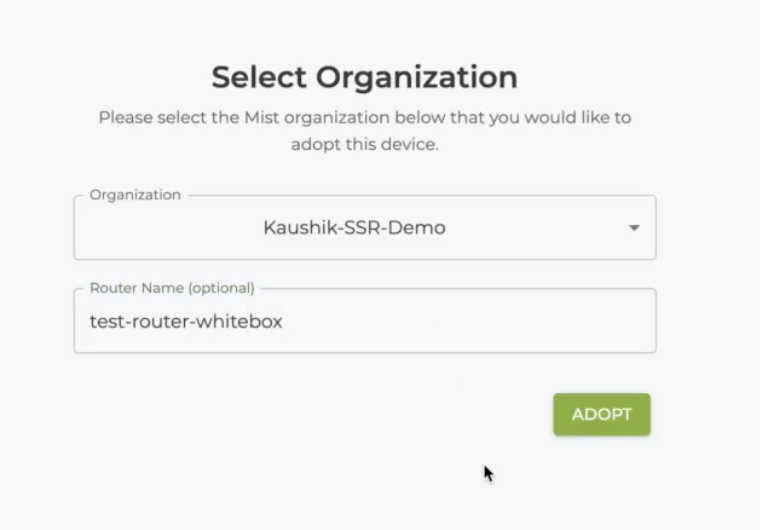 Select Organization
Please select the Mist organization below that you would like to
adopt this device.
Organization
Kaushik-SSR-Demo
Router Name (optional)
test-router-whitebox
ADOPT